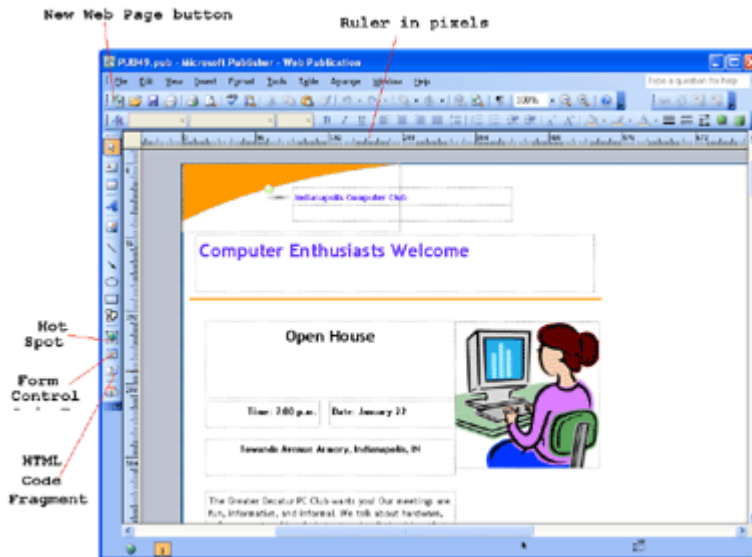 New Web Page button
Ruler in pixels
PUB49.pub - Microsoft Publisher - Web Publication
File Edit View Insert Format Tools Table Arrange Window Help
Type a question for help
100%
Indianapolis Computer Club
Computer Enthusiasts Welcome
Open House
Time: 7:00 p.m.
Date: January 22
Armory, Indianapolis, IN
The Greater Decatur PC Club wants you! Our meetings are
fun, informative, and informal. We talk about hardware,
Hot
Spot
Form
Control
HTML
Code
Fragment